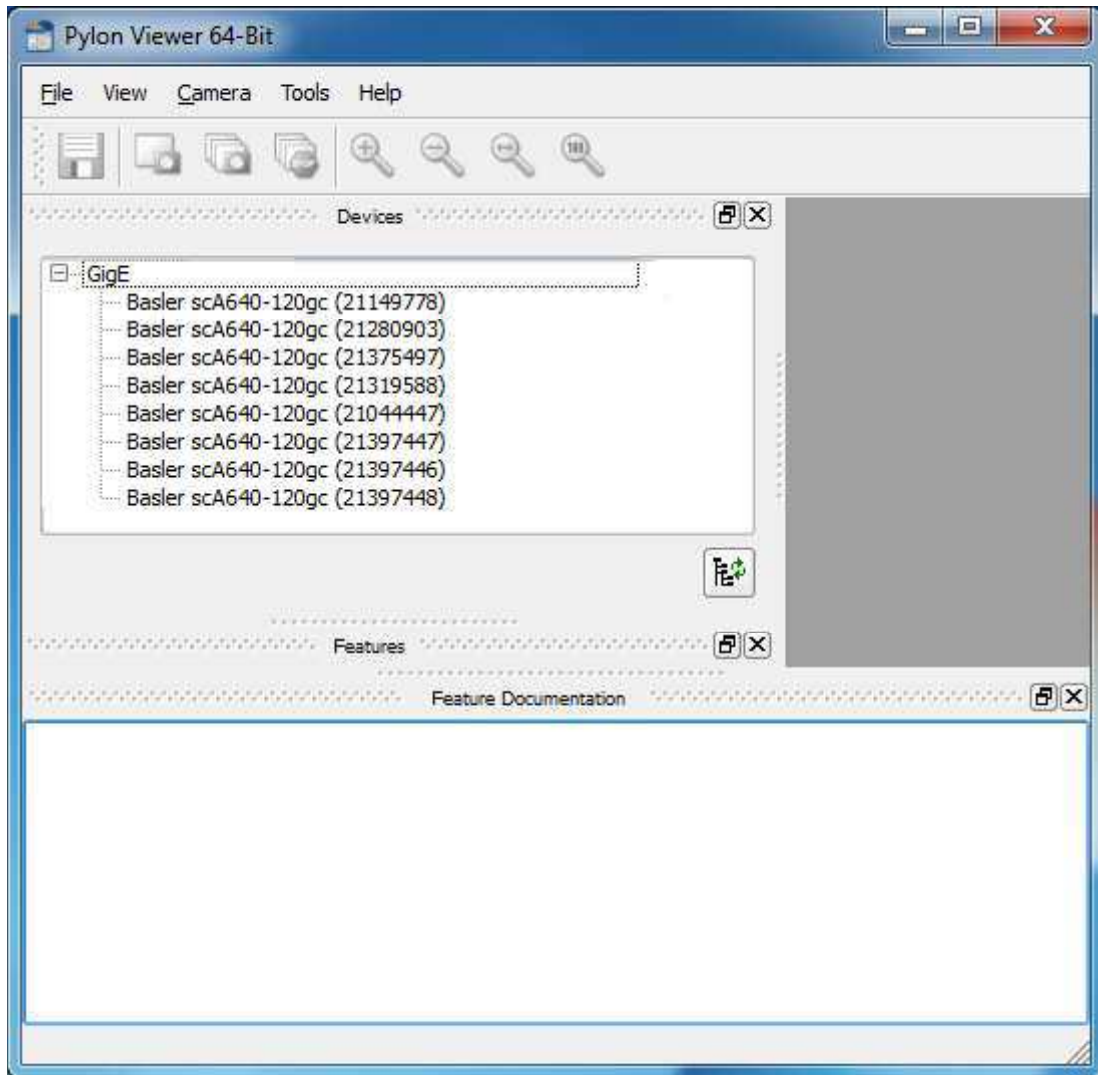 Pylon Viewer 64-Bit
File View Camera Tools Help
Devices
GigE
Basler scA640-120gc (21149778)
Basler scA640-120gc (21280903)
Basler scA640-120gc (21375497)
Basler scA640-120gc (21319588)
Basler scA640-120gc (21044447)
Basler scA640-120gc (21397447)
Basler scA640-120gc (21397446)
Basler scA640-120gc (21397448)
Features
Feature Documentation